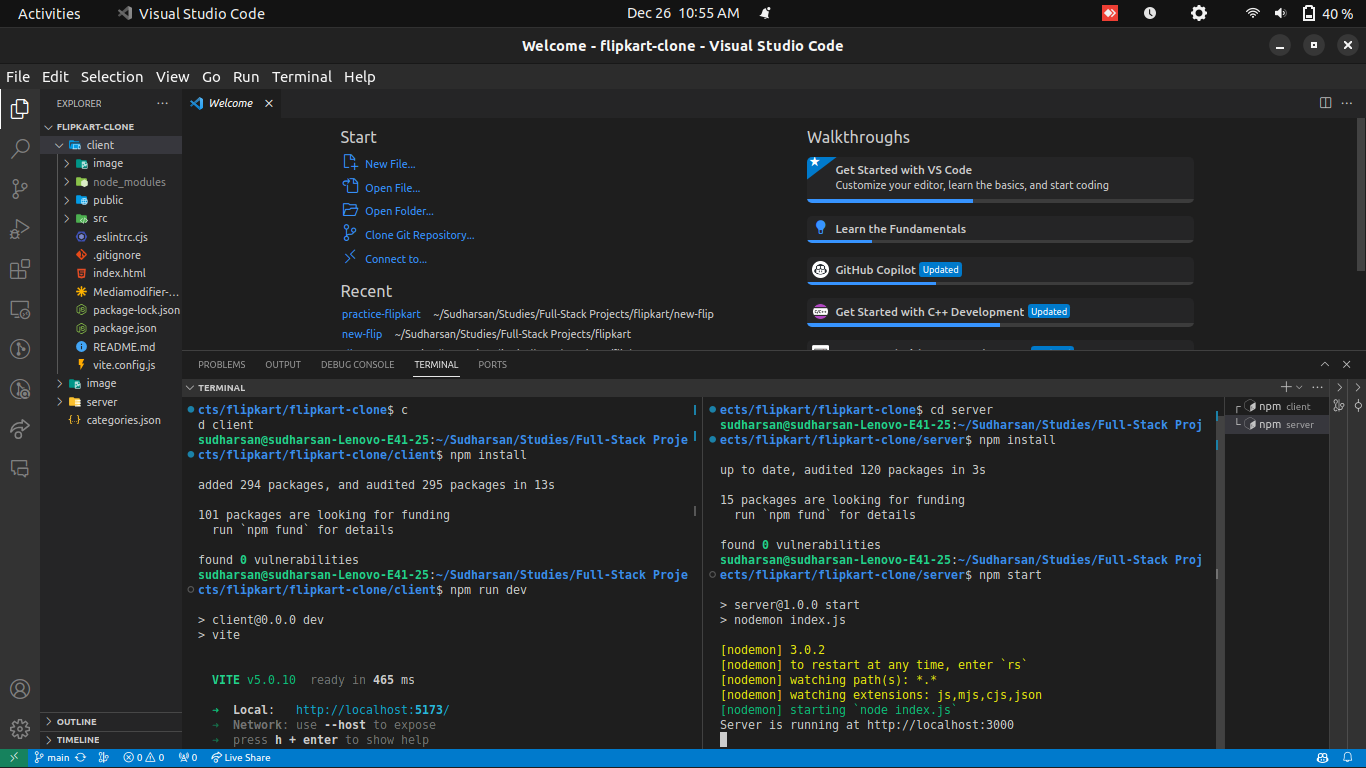 Activities
Visual Studio Code
Dec 26 10:55 AM
40 %
Welcome - flipkart-clone - Visual Studio Code
File Edit Selection View Go Run Terminal Help
EXPLORER
FLIPKART-CLONE
client
image
node_modules
public
src
.eslintrc.cjs
.gitignore
index.html
Mediamodifier-...
package-lock.json
package.json
README.md
vite.config.js
image
server
categories.json
OUTLINE
TIMELINE
Welcome
Start
New File...
Open File...
Open Folder...
Clone Git Repository...
Connect to...
Recent
practice-flipkart ~/Sudharsan/Studies/Full-Stack Projects/flipkart/new-flip
new-flip ~/Sudharsan/Studies/Full-Stack Projects/flipkart
Walkthroughs
Get Started with VS Code
Customize your editor, learn the basics, and start coding
Learn the Fundamentals
GitHub Copilot Updated
Get Started with C++ Development Updated
PROBLEMS OUTPUT DEBUG CONSOLE TERMINAL PORTS
TERMINAL
cts/flipkart/flipkart-clone$ c
d client
sudharsan@sudharsan-Lenovo-E41-25:~/Sudharsan/Studies/Full-Stack Proje
cts/flipkart/flipkart-clone/client$ npm install
added 294 packages, and audited 295 packages in 13s
101 packages are looking for funding
run `npm fund` for details
found 0 vulnerabilities
sudharsan@sudharsan-Lenovo-E41-25:~/Sudharsan/Studies/Full-Stack Proje
cts/flipkart/flipkart-clone/client$ npm run dev
> client@0.0.0 dev
> vite
VITE v5.0.10 ready in 465 ms
➜ Local: http://localhost:5173/
➜ Network: use --host to expose
➜ press h + enter to show help
ects/flipkart/flipkart-clone$ cd server
sudharsan@sudharsan-Lenovo-E41-25:~/Sudharsan/Studies/Full-Stack Proj
ects/flipkart/flipkart-clone/server$ npm install
up to date, audited 120 packages in 3s
15 packages are looking for funding
run `npm fund` for details
found 0 vulnerabilities
sudharsan@sudharsan-Lenovo-E41-25:~/Sudharsan/Studies/Full-Stack Proj
ects/flipkart/flipkart-clone/server$ npm start
> server@1.0.0 start
> nodemon index.js
[nodemon] 3.0.2
[nodemon] to restart at any time, enter `rs`
[nodemon] watching path(s): *.*
[nodemon] watching extensions: js,mjs,cjs,json
[nodemon] starting `node index.js`
Server is running at http://localhost:3000
npm client
npm server
main 0 0 0 Live Share